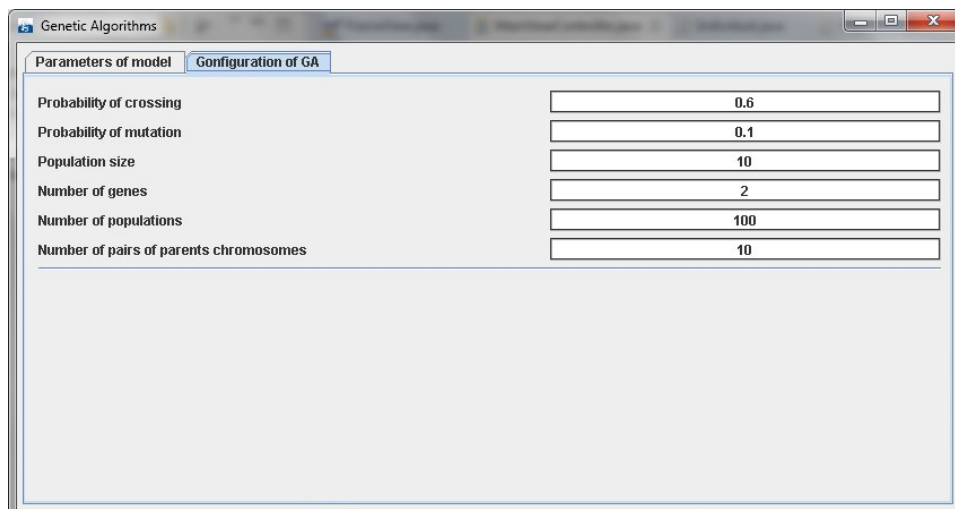 Genetic Algorithms
Parameters of model Gonfiguration of GA
Probability of crossing 0.6
Probability of mutation 0.1
Population size 10
Number of genes 2
Number of populations 100
Number of pairs of parents chromosomes 10